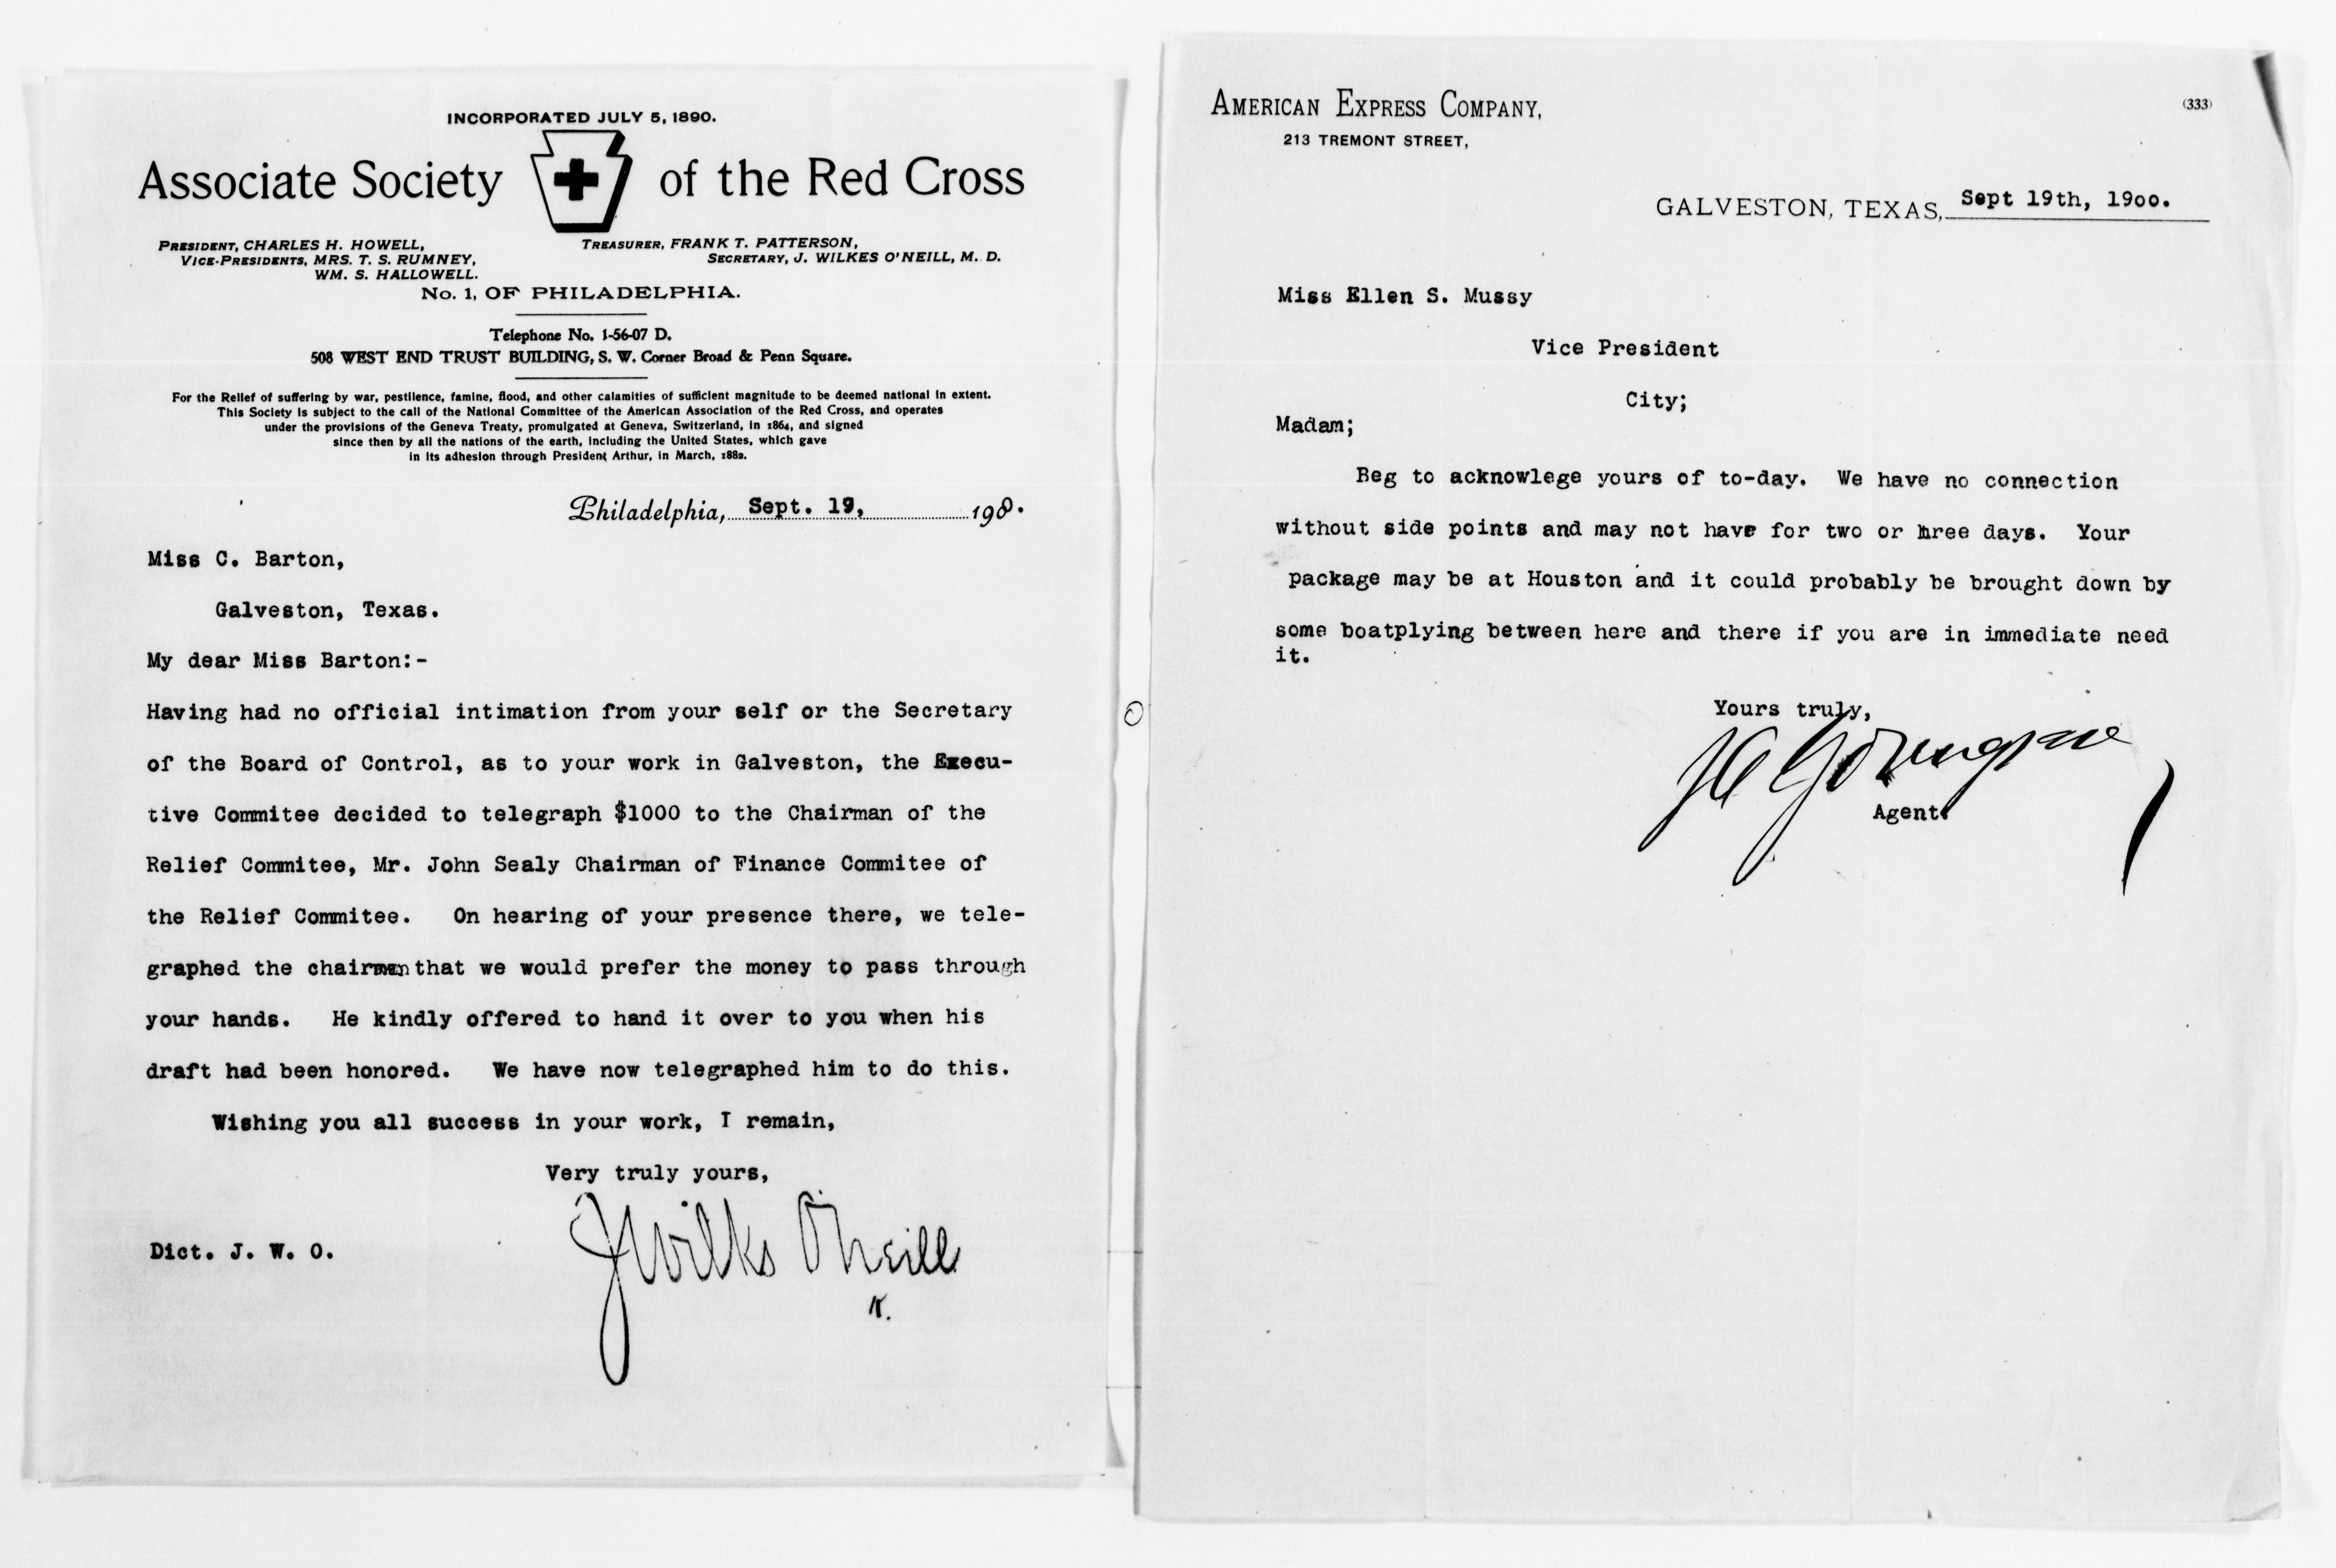 INCORPORATED JULY 5, 1890.
Associate Society of the Red Cross
PRESIDENT, CHARLES H. HOWELL,
VICE-PRESIDENTS, MRS. T. S. RUMNEY,
WM. S. HALLOWELL.
TREASURER, FRANK T. PATTERSON,
SECRETARY, J. WILKES O'NEILL, M. D.
No. 1, OF PHILADELPHIA.
Telephone No. 1-56-07 D.
508 WEST END TRUST BUILDING, S. W. Corner Broad & Penn Square.
For the Relief of suffering by war, pestilence, famine, flood, and other calamities of sufficient magnitude to be deemed national in extent.
This Society is subject to the call of the National Committee of the American Association of the Red Cross, and operates
under the provisions of the Geneva Treaty, promulgated at Geneva, Switzerland, in 1864, and signed
since then by all the nations of the earth, including the United States, which gave
in its adhesion through President Arthur, in March, 1882.
Philadelphia, Sept. 19, 190.
Miss C. Barton,
Galveston, Texas.
My dear Miss Barton:-
Having had no official intimation from your self or the Secretary
of the Board of Control, as to your work in Galveston, the Execu-
tive Commitee decided to telegraph $1000 to the Chairman of the
Relief Commitee, Mr. John Sealy Chairman of Finance Commitee of
the Relief Commitee. On hearing of your presence there, we tele-
graphed the chairman that we would prefer the money to pass through
your hands. He kindly offered to hand it over to you when his
draft had been honored. We have now telegraphed him to do this.
Wishing you all success in your work, I remain,
Very truly yours,
J Wilks O'Neill
Dict. J. W. O.
AMERICAN EXPRESS COMPANY,
(333)
213 TREMONT STREET,
GALVESTON, TEXAS, Sept 19th, 19oo.
Miss Ellen S. Mussy
Vice President
City;
Madam;
Beg to acknowlege yours of to-day. We have no connection
without side points and may not have for two or hree days. Your
package may be at Houston and it could probably be brought down by
some boatplying between here and there if you are in immediate need
it.
Yours truly,
Agent.